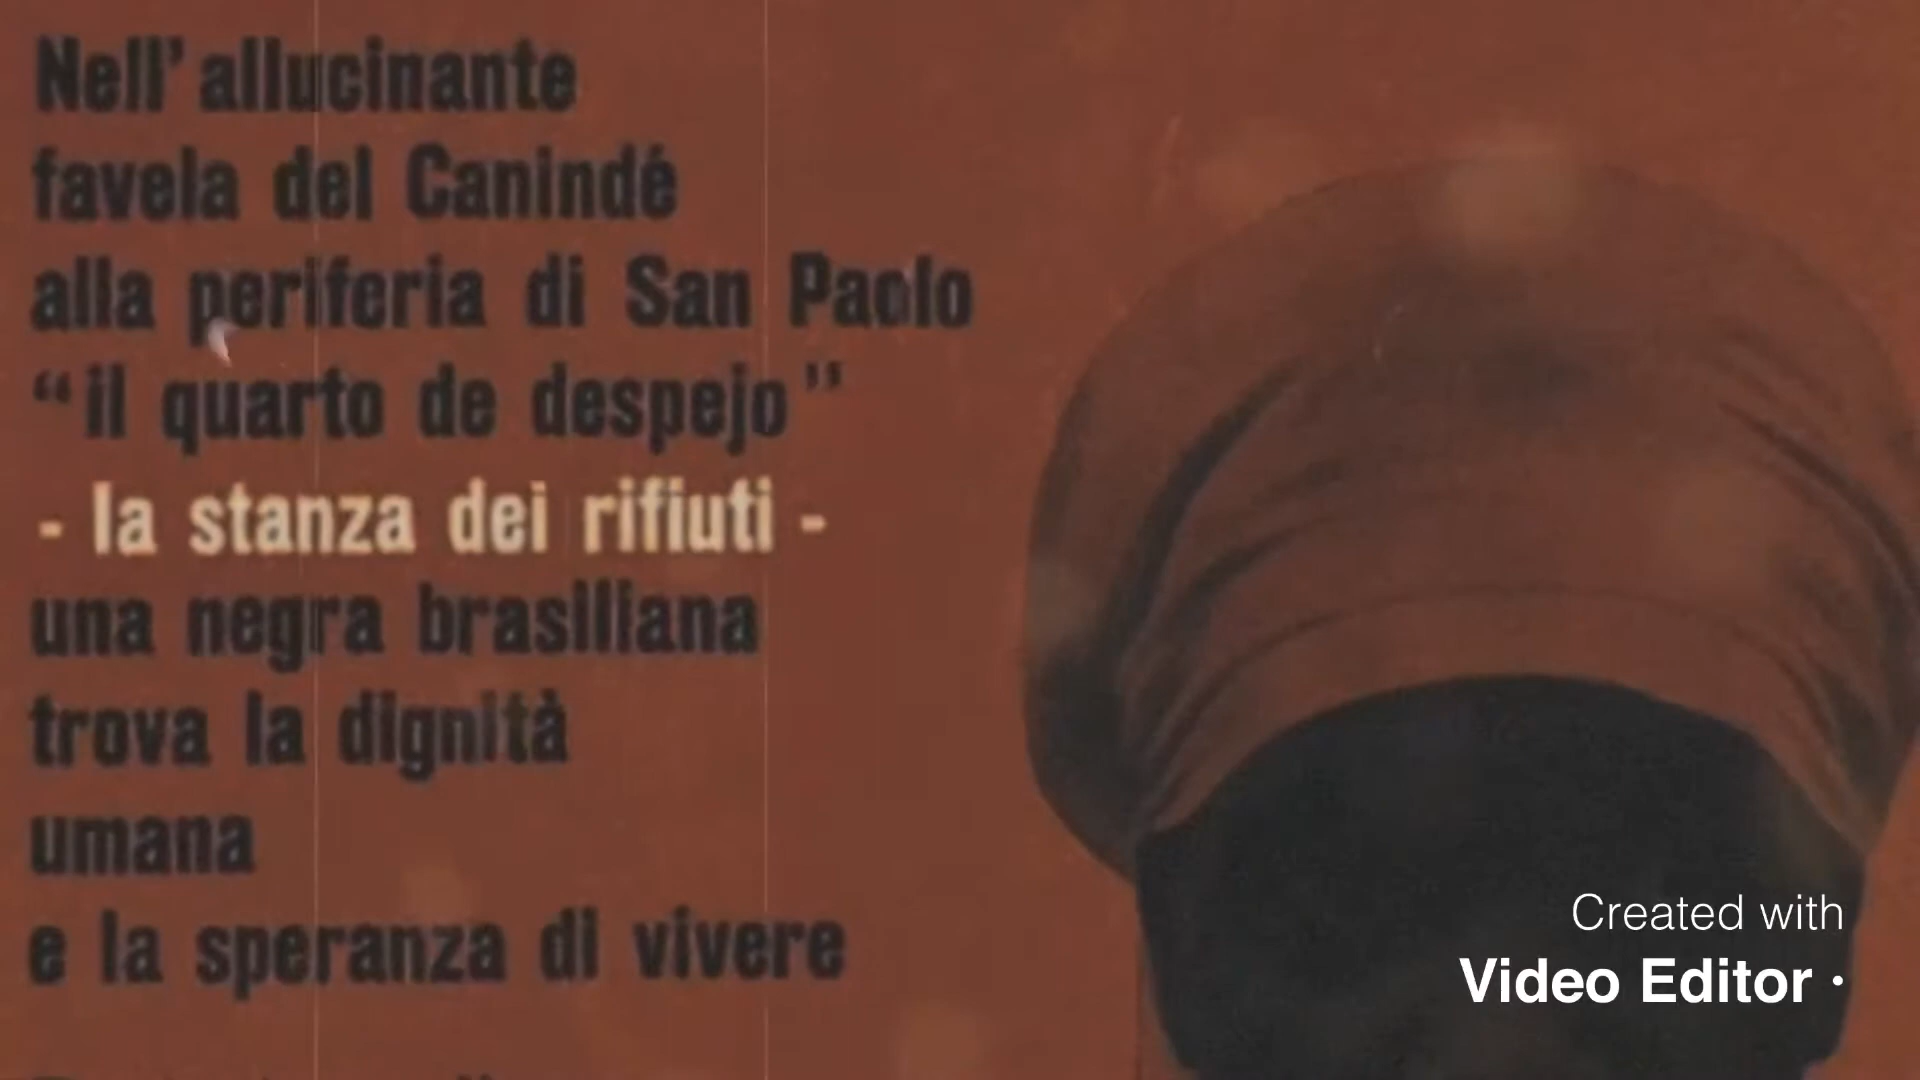 Nell' allucinante
favela del Canindé
alla periferia di San Paolo
“il quarto de despejo”
- la stanza dei rifiuti -
una negra brasiliana
trova la dignità
umana
e la speranza di vivere
Created with
Video Editor ·